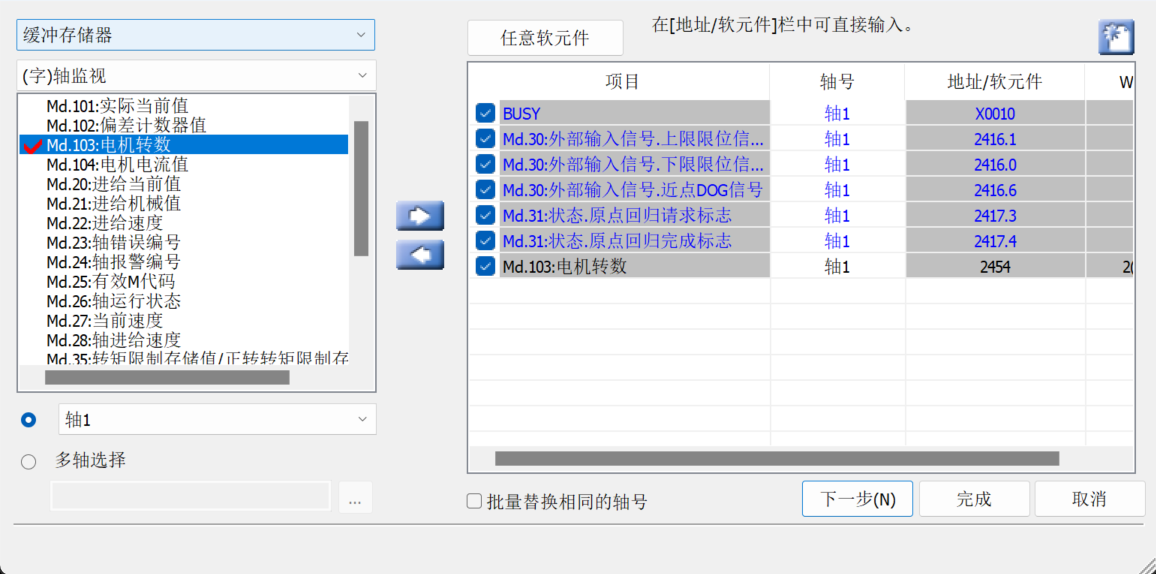 缓冲存储器
(字)轴监视
Md.101:实际当前值
Md.102:偏差计数器值
Md.103:电机转数
Md.104:电机电流值
Md.20:进给当前值
Md.21:进给机械值
Md.22:进给速度
Md.23:轴错误编号
Md.24:轴报警编号
Md.25:有效M代码
Md.26:轴运行状态
Md.27:当前速度
Md.28:轴进给速度
Md.35:转矩限制存储值/正转转矩限制存
轴1
多轴选择
...
任意软元件
在[地址/软元件]栏中可直接输入。
项目 轴号 地址/软元件 W
BUSY 轴1 X0010
Md.30:外部输入信号.上限限位信... 轴1 2416.1
Md.30:外部输入信号.下限限位信... 轴1 2416.0
Md.30:外部输入信号.近点DOG信号 轴1 2416.6
Md.31:状态.原点回归请求标志 轴1 2417.3
Md.31:状态.原点回归完成标志 轴1 2417.4
Md.103:电机转数 轴1 2454 2(
批量替换相同的轴号
下一步(N)
完成
取消